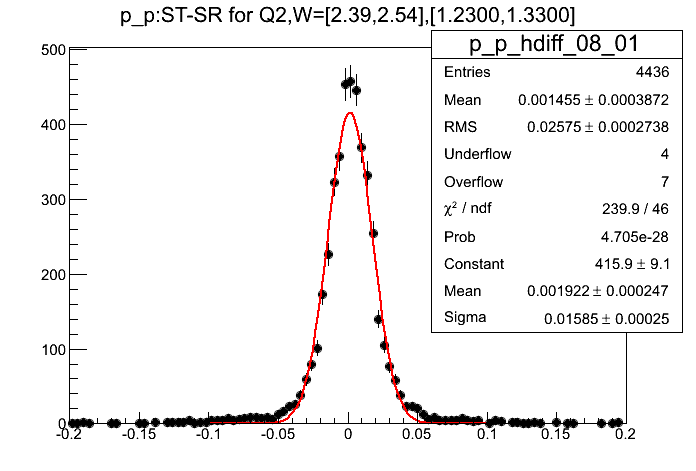 p_p:ST-SR for Q2,W=[2.39,2.54],[1.2300,1.3300]
p_p_hdiff_08_01
Entries 4436
Mean 0.001455 ± 0.0003872
RMS 0.02575 ± 0.0002738
Underflow 4
Overflow 7
χ² / ndf 239.9 / 46
Prob 4.705e-28
Constant 415.9 ± 9.1
Mean 0.001922 ± 0.000247
Sigma 0.01585 ± 0.00025
500
400
300
200
100
0
-0.2 -0.15 -0.1 -0.05 0 0.05 0.1 0.15 0.2